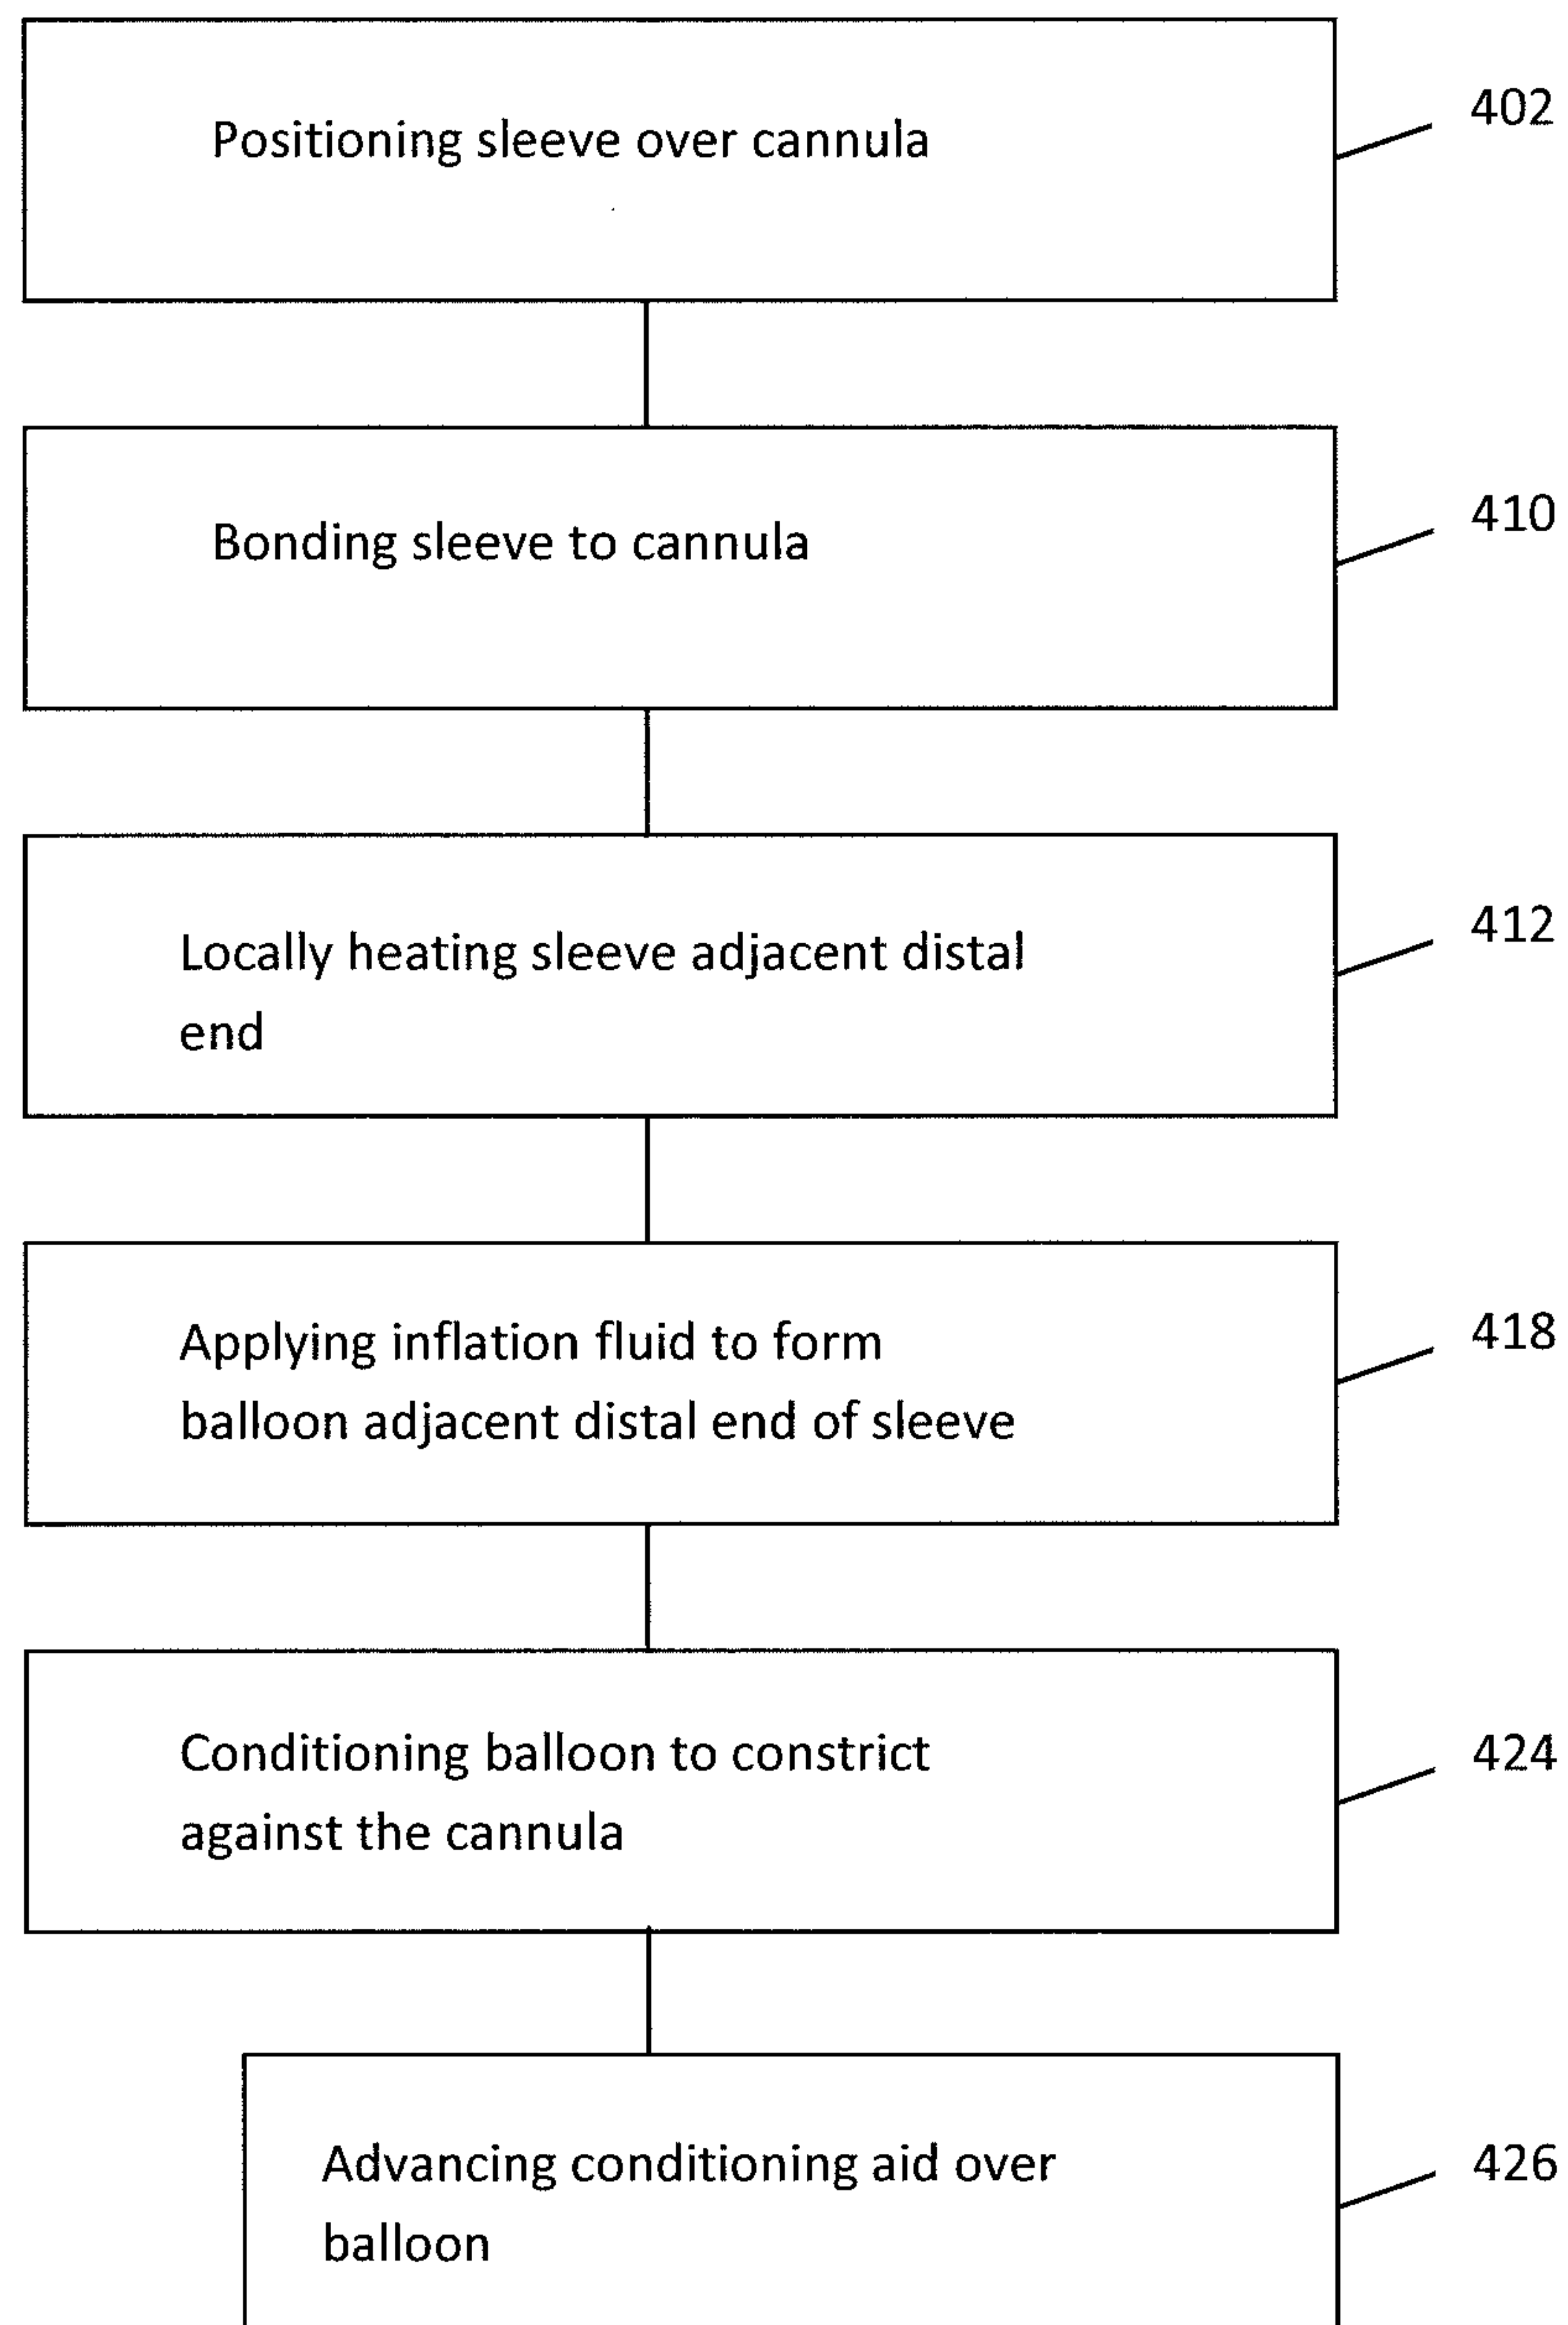 Positioning sleeve over cannula
402
Bonding sleeve to cannula
410
Locally heating sleeve adjacent distal
end
412
Applying inflation fluid to form
balloon adjacent distal end of sleeve
418
Conditioning balloon to constrict
against the cannula
424
Advancing conditioning aid over
balloon
426